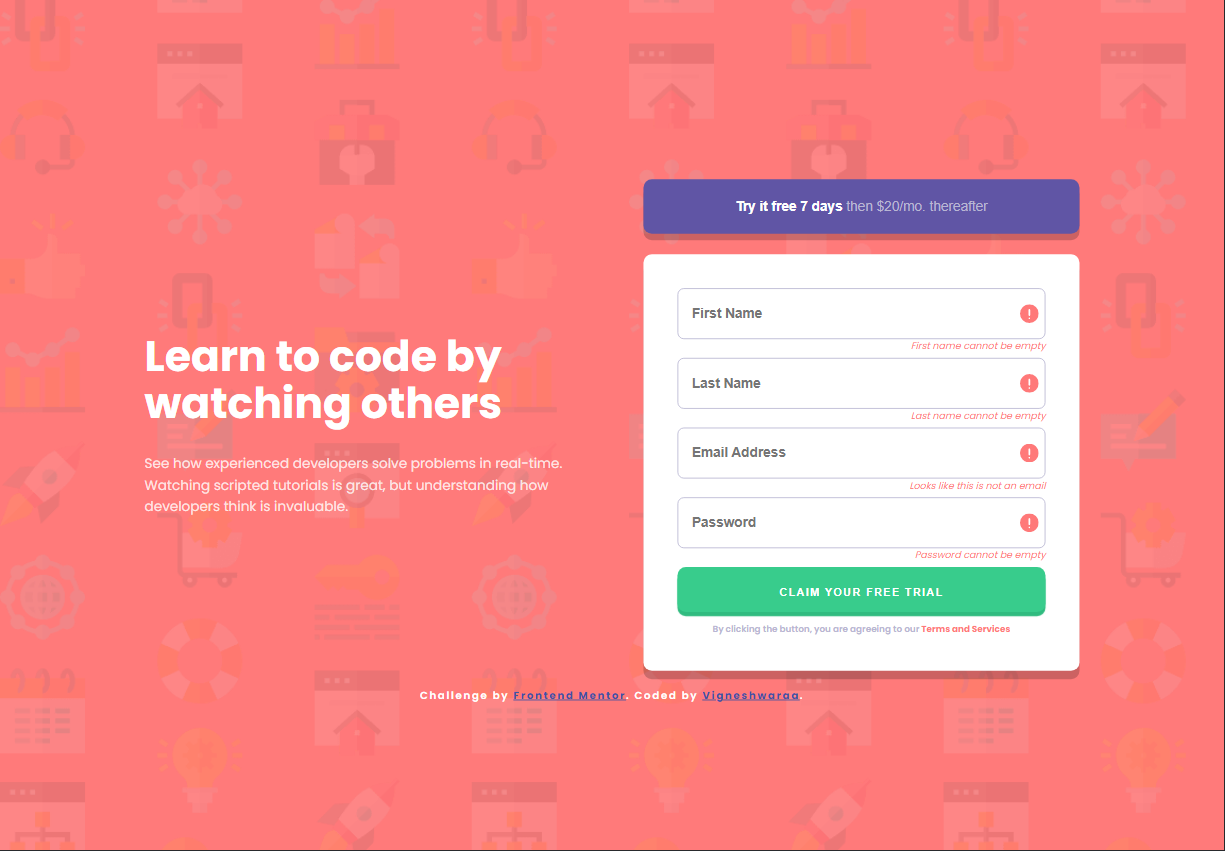 Learn to code by
watching others
See how experienced developers solve problems in real-time.
Watching scripted tutorials is great, but understanding how
developers think is invaluable.
Try it free 7 days then $20/mo. thereafter
First Name
First name cannot be empty
Last Name
Last name cannot be empty
Email Address
Looks like this is not an email
Password
Password cannot be empty
CLAIM YOUR FREE TRIAL
By clicking the button, you are agreeing to our Terms and Services
Challenge by Frontend Mentor. Coded by Vigneshwaraa.